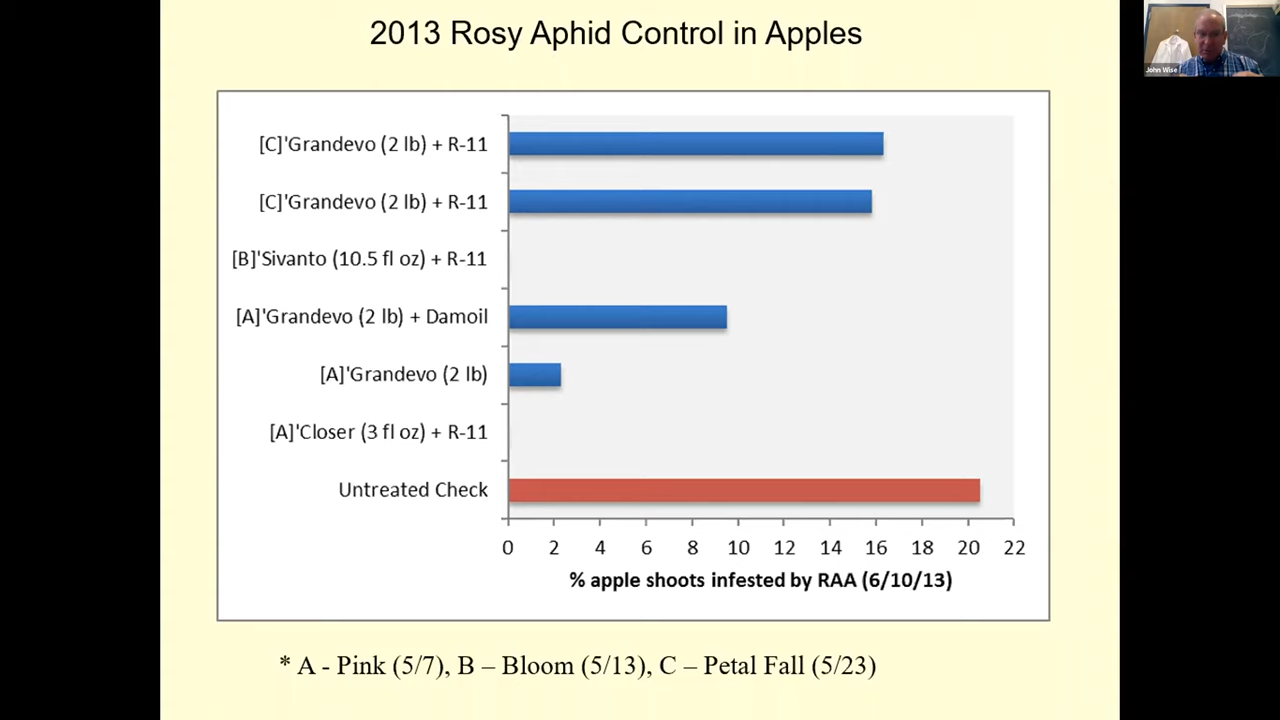 2013 Rosy Aphid Control in Apples
John Wise
[C]'Grandevo (2 lb) + R-11
[C]'Grandevo (2 lb) + R-11
[B]'Sivanto (10.5 fl oz) + R-11
[A]'Grandevo (2 lb) + Damoil
[A]'Grandevo (2 lb)
[A]'Closer (3 fl oz) + R-11
Untreated Check
0 2 4 6 8 10 12 14 16 18 20 22
% apple shoots infested by RAA (6/10/13)
* A - Pink (5/7), B – Bloom (5/13), C – Petal Fall (5/23)